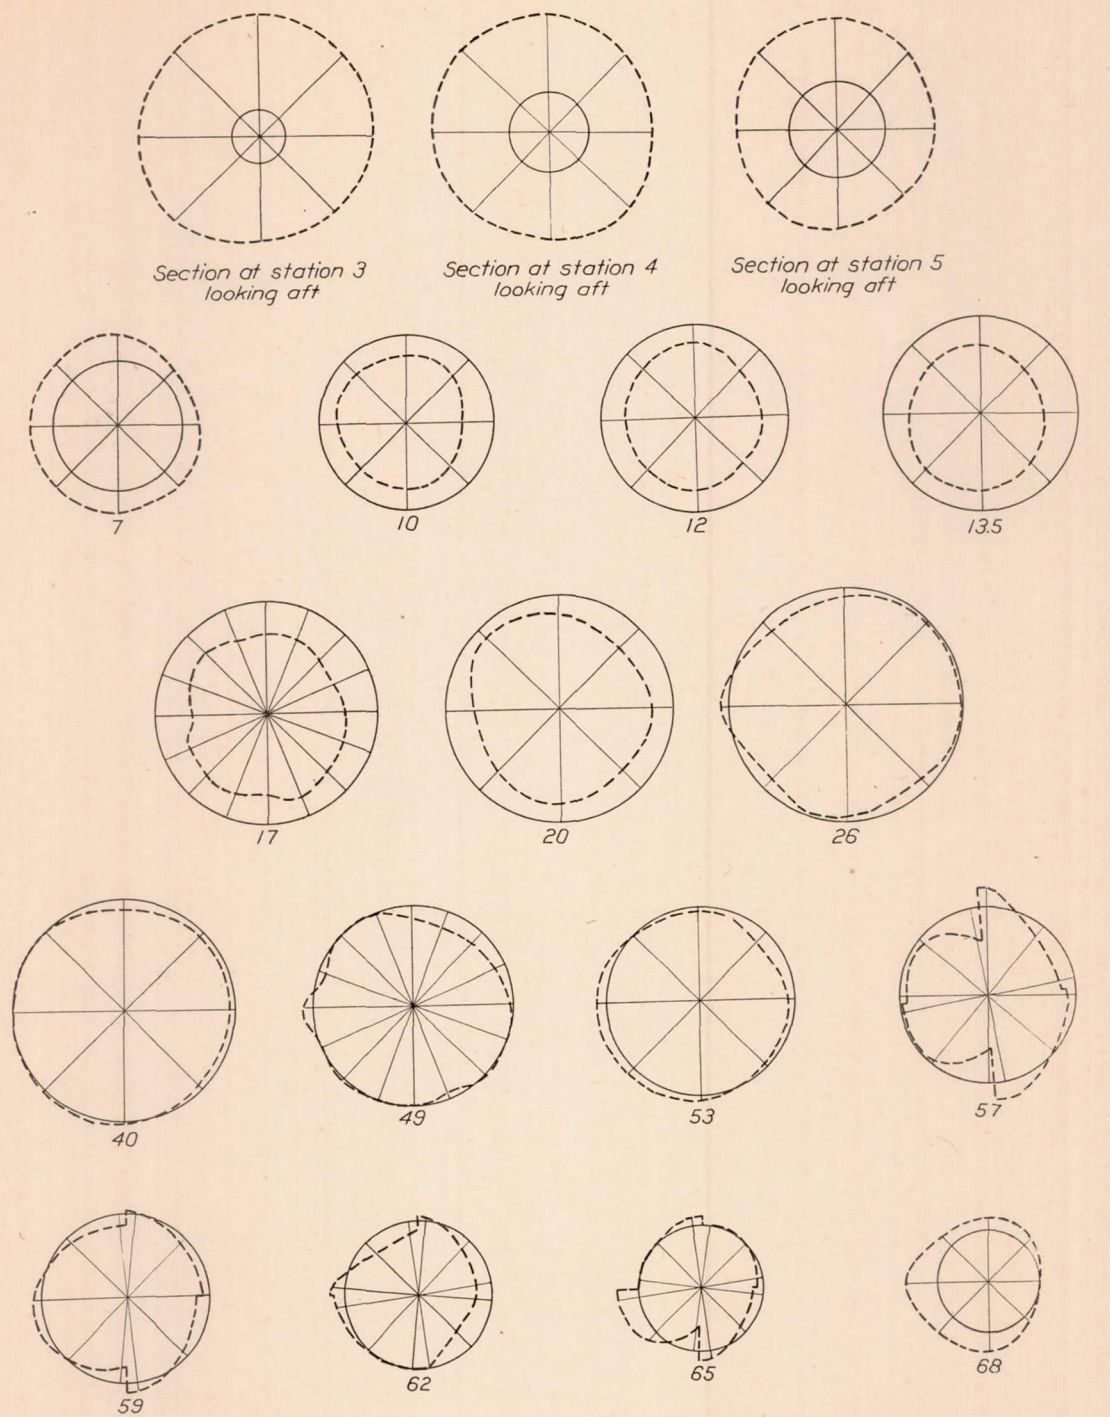 Section at station 3
looking aft
Section at station 4
looking aft
Section at station 5
looking aft
7
10
12
13.5
17
20
26
40
49
53
57
59
62
65
68